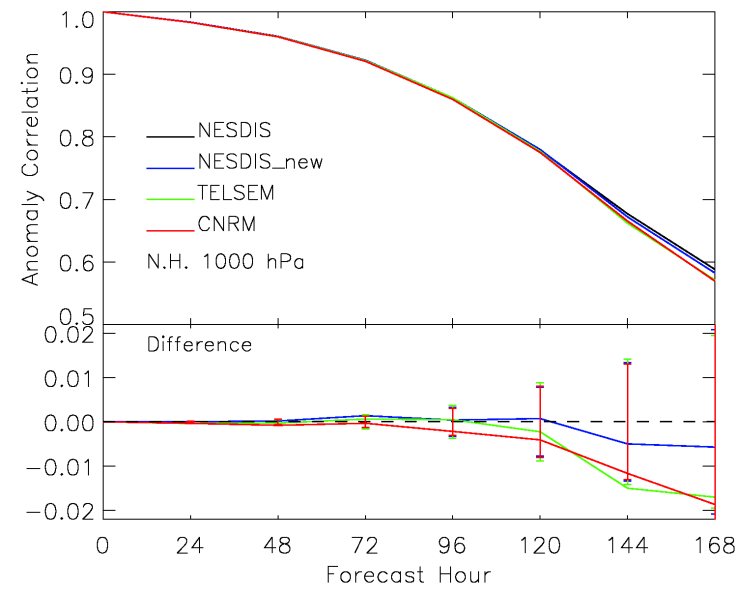 1.0
0.9
0.8
0.7
0.6
0.5
Anomaly Correlation
NESDIS
NESDIS_new
TELSEM
CNRM
N.H. 1000 hPa
Difference
0.02
0.01
0.00
−0.01
−0.02
0 24 48 72 96 120 144 168
Forecast Hour